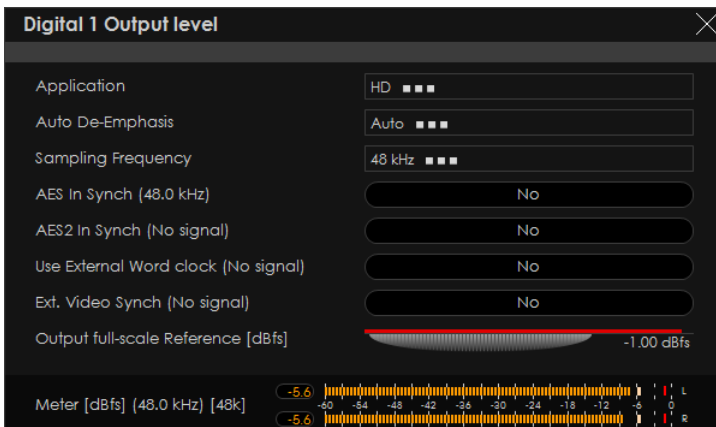 Digital 1 Output level
Application HD
Auto De-Emphasis Auto
Sampling Frequency 48 kHz
AES In Synch (48.0 kHz) No
AES2 In Synch (No signal) No
Use External Word clock (No signal) No
Ext. Video Synch (No signal) No
Output full-scale Reference [dBfs] -1.00 dBfs
-5.6 L
Meter [dBfs] (48.0 kHz) [48k] -60 -54 -48 -42 -36 -30 -24 -18 -12 -6 0
-5.6 R